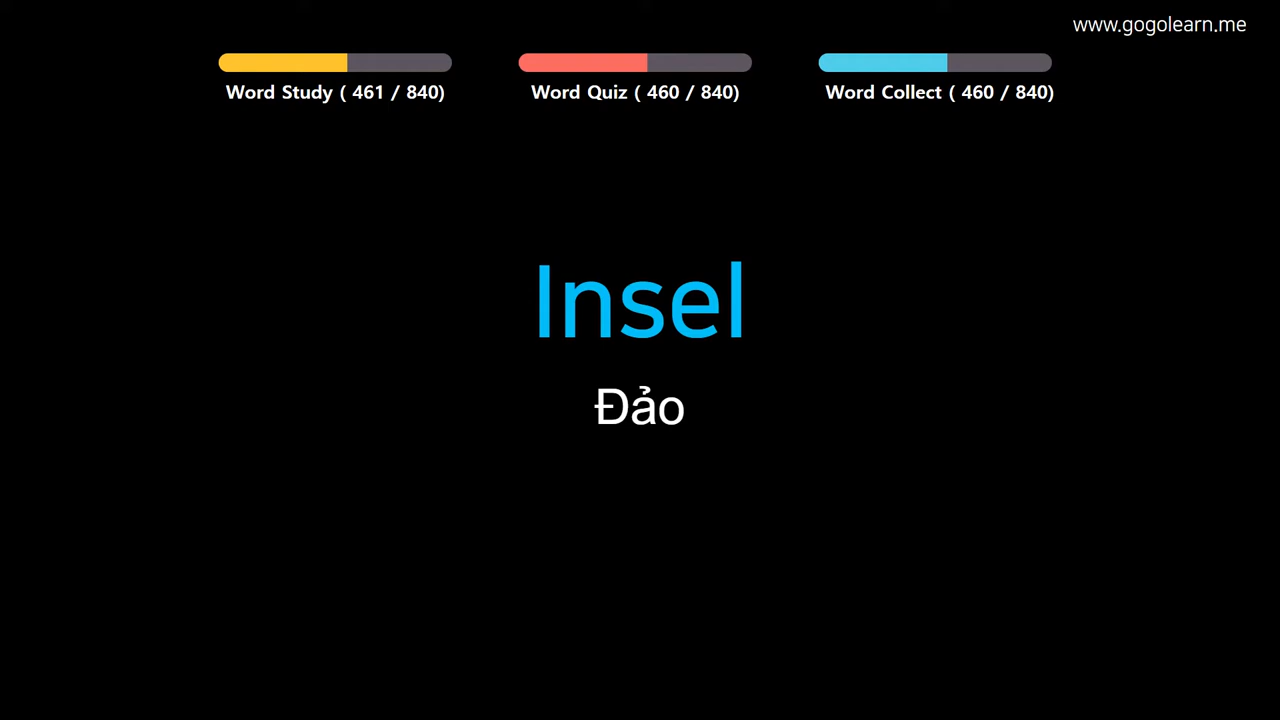 www.gogolearn.me
Word Study ( 461 / 840)
Word Quiz ( 460 / 840)
Word Collect ( 460 / 840)
Insel
Đảo